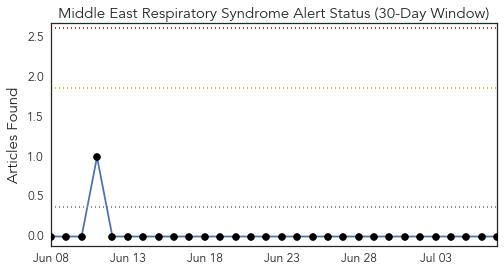 Middle East Respiratory Syndrome Alert Status (30-Day Window)
Articles Found
2.5
2.0
1.5
1.0
0.5
0.0
Jun 08 Jun 13 Jun 18 Jun 23 Jun 28 Jul 03